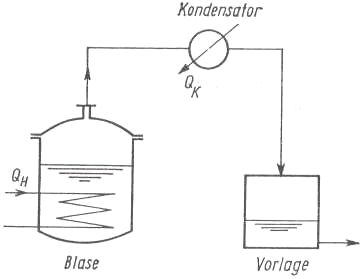 Kondensator
Q_K
Q_H
Blase
Vorlage